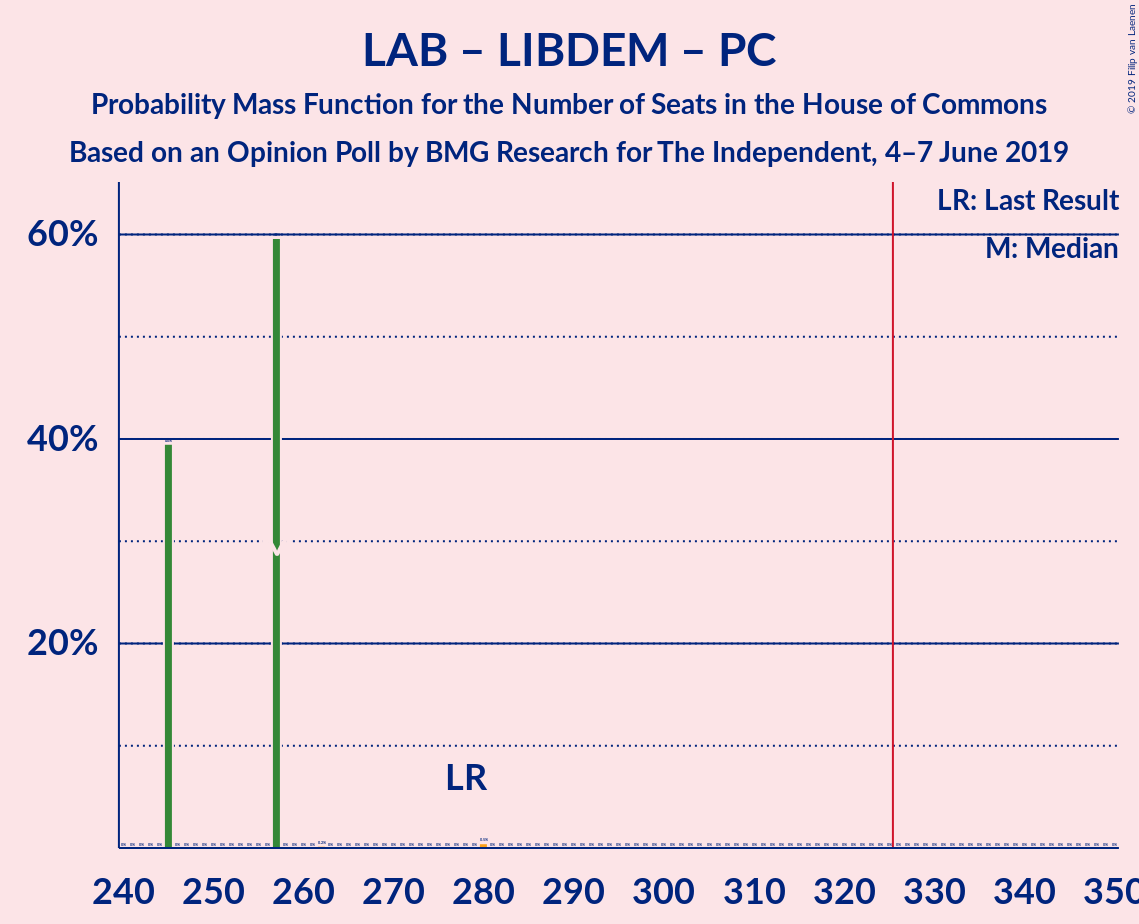 LAB – LIBDEM – PC
Probability Mass Function for the Number of Seats in the House of Commons
Based on an Opinion Poll by BMG Research for The Independent, 4–7 June 2019
© 2019 Filip van Laenen
LR: Last Result
M: Median
60%
40%
20%
M
LR
240 250 260 270 280 290 300 310 320 330 340 350